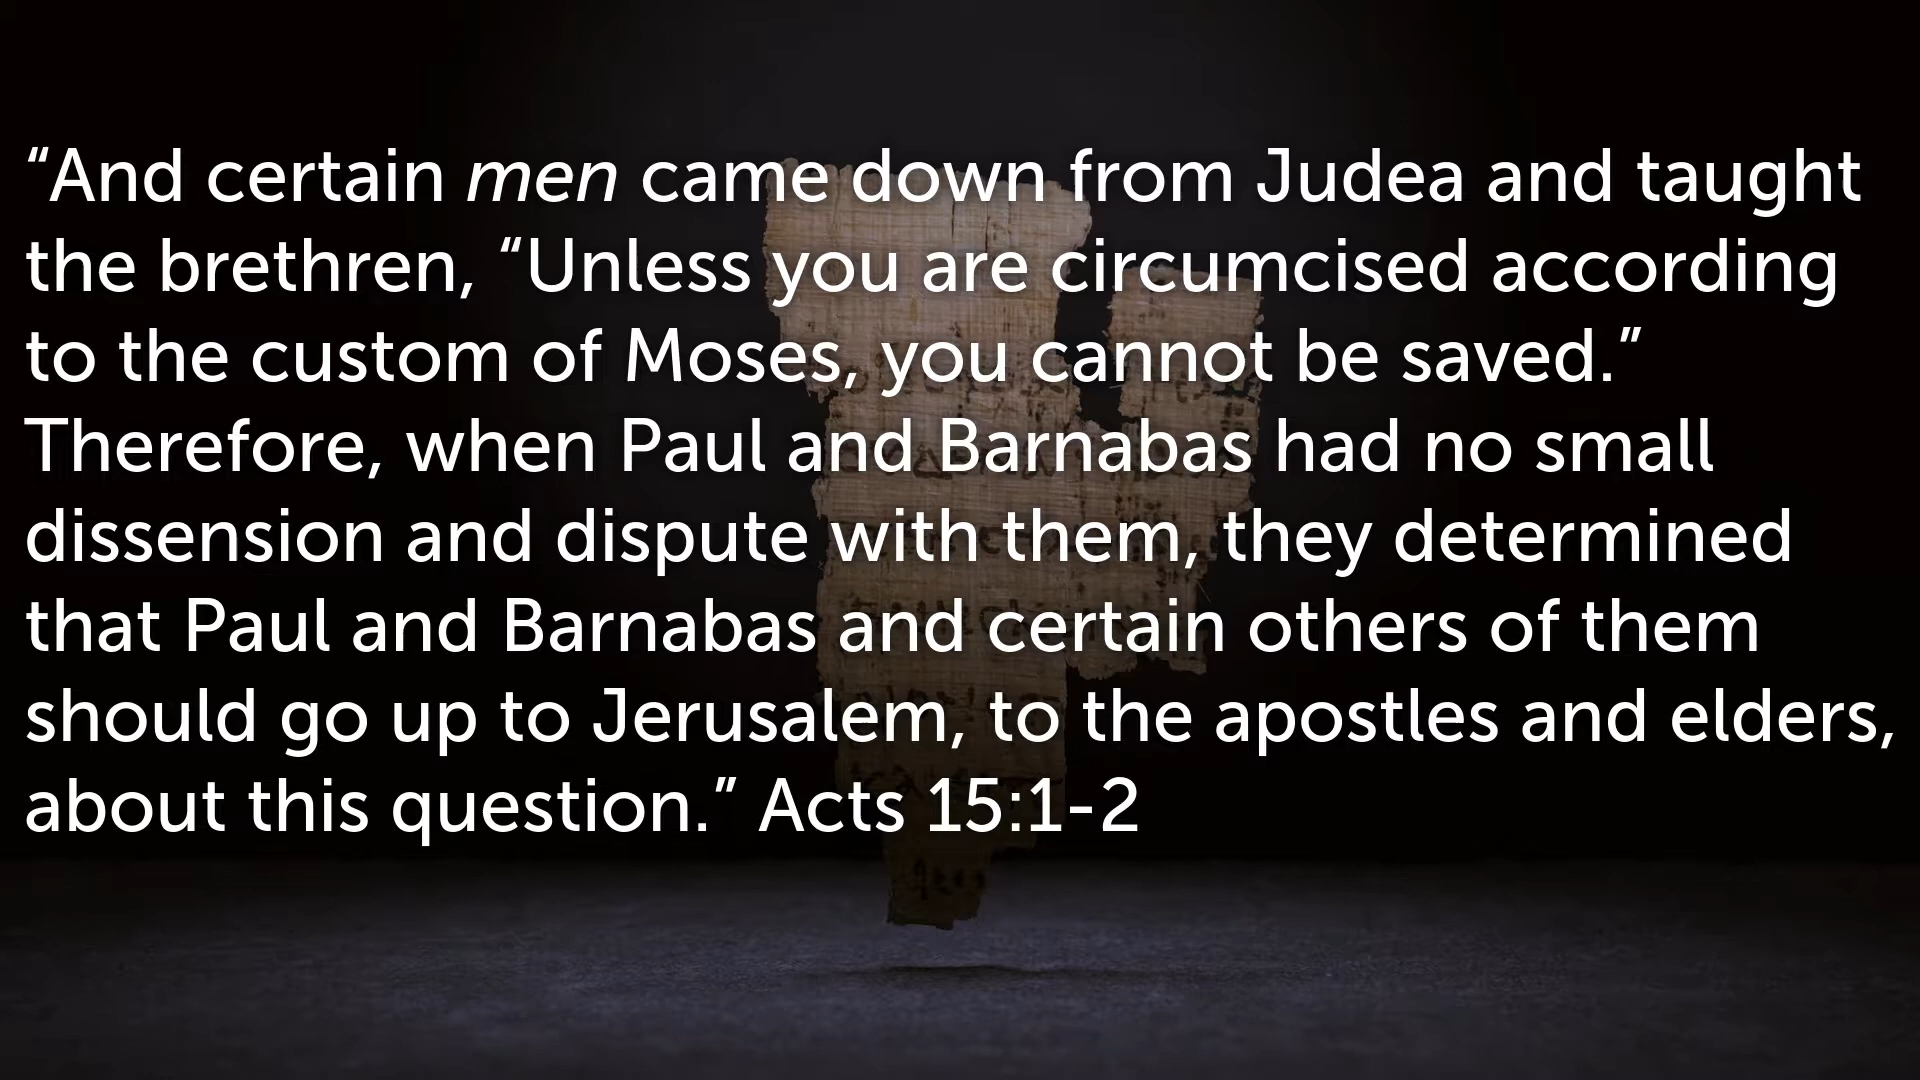 “And certain men came down from Judea and taught
the brethren, “Unless you are circumcised according
to the custom of Moses, you cannot be saved.”
Therefore, when Paul and Barnabas had no small
dissension and dispute with them, they determined
that Paul and Barnabas and certain others of them
should go up to Jerusalem, to the apostles and elders,
about this question.” Acts 15:1-2